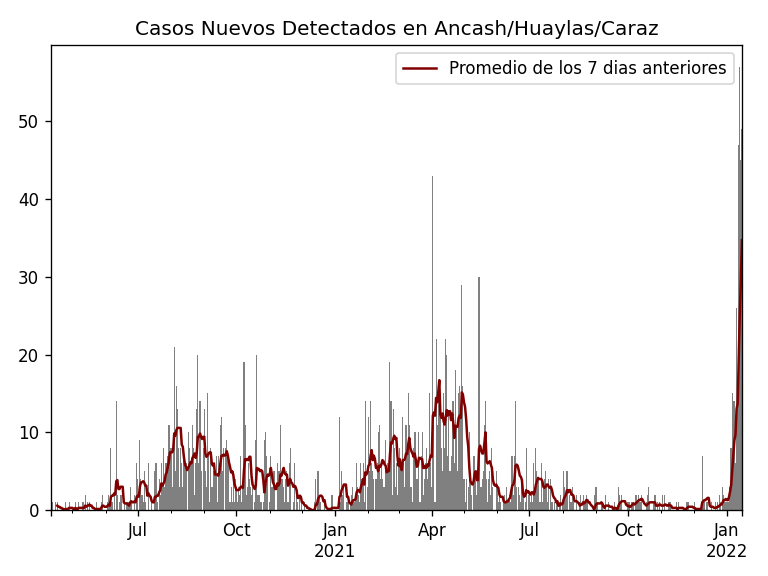 Casos Nuevos Detectados en Ancash/Huaylas/Caraz
Promedio de los 7 dias anteriores
50
40
30
20
10
0
Jul
Oct
Jan
2021
Apr
Jul
Oct
Jan
2022